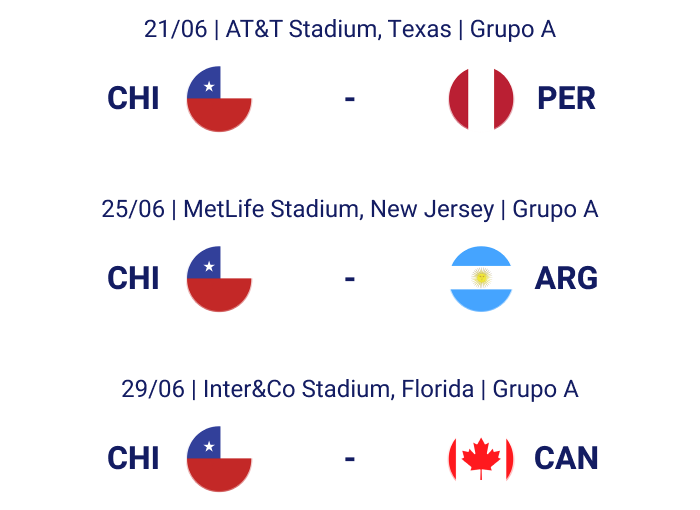 21/06 | AT&T Stadium, Texas | Grupo A
CHI - PER
25/06 | MetLife Stadium, New Jersey | Grupo A
CHI - ARG
29/06 | Inter&Co Stadium, Florida | Grupo A
CHI - CAN